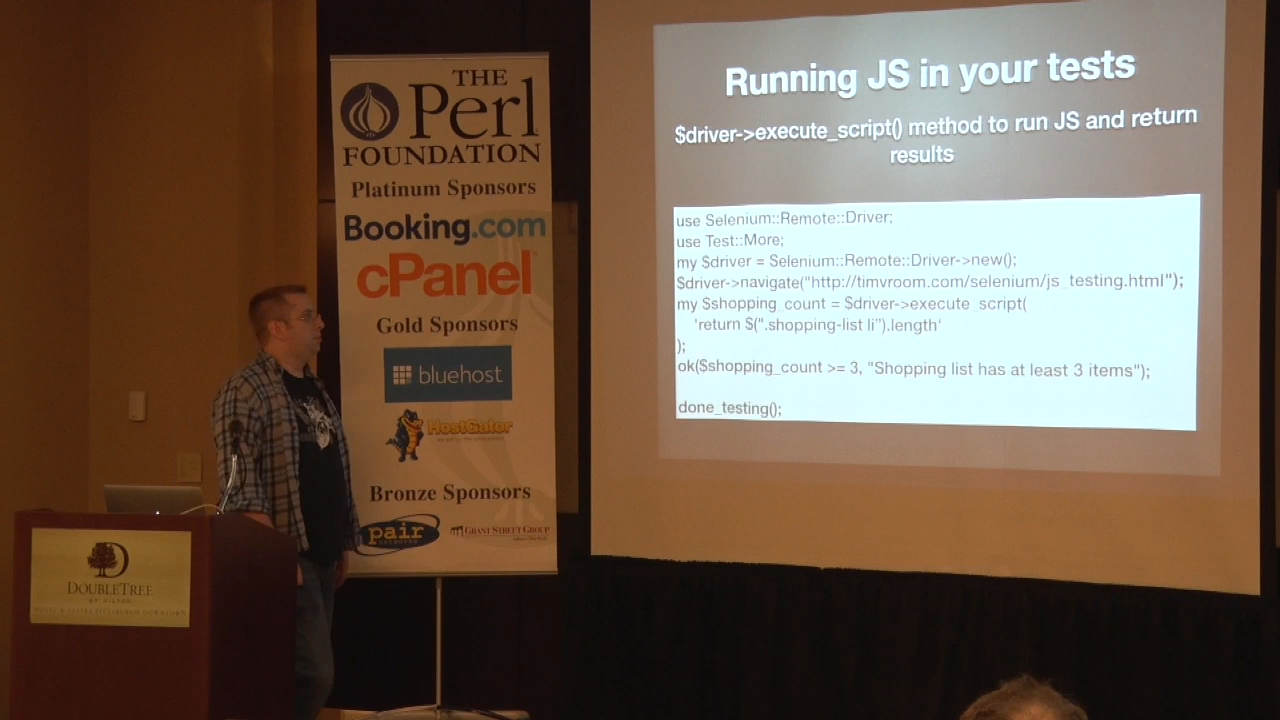 THE
Perl
FOUNDATION
Platinum Sponsors
Booking.com
cPanel
Gold Sponsors
bluehost
HostGator
Bronze Sponsors
pair
GRANT STREET GROUP
DOUBLETREE
BY HILTON
Running JS in your tests
$driver->execute_script() method to run JS and return
results
use Selenium::Remote::Driver;
use Test::More;
my $driver = Selenium::Remote::Driver->new();
$driver->navigate("http://timvroom.com/selenium/js_testing.html");
my $shopping_count = $driver->execute_script(
'return $(".shopping-list li").length'
);
ok($shopping_count >= 3, "Shopping list has at least 3 items");
done_testing();